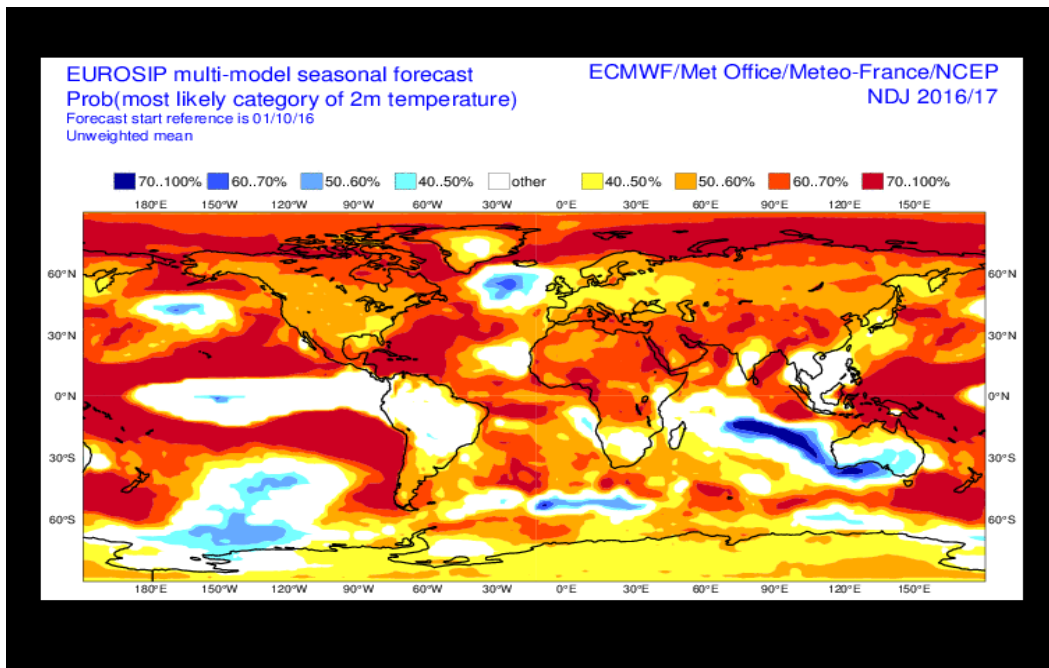 EUROSIP multi-model seasonal forecast
Prob(most likely category of 2m temperature)
Forecast start reference is 01/10/16
Unweighted mean
ECMWF/Met Office/Meteo-France/NCEP
NDJ 2016/17
70..100% 60..70% 50..60% 40..50% other 40..50% 50..60% 60..70% 70..100%
180°E 150°W 120°W 90°W 60°W 30°W 0°E 30°E 60°E 90°E 120°E 150°E
60°N 60°N
30°N 30°N
0°N 0°N
30°S 30°S
60°S 60°S
180°E 150°W 120°W 90°W 60°W 30°W 0°E 30°E 60°E 90°E 120°E 150°E